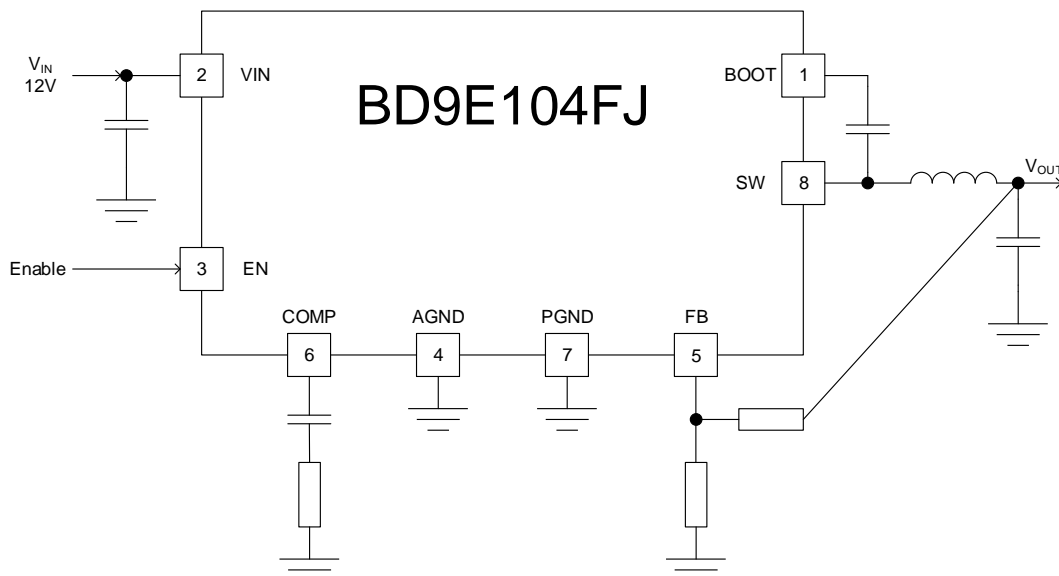 V_IN
12V
2
VIN
BD9E104FJ
BOOT
1
SW
8
V_OUT
Enable
3
EN
COMP
6
AGND
4
PGND
7
FB
5